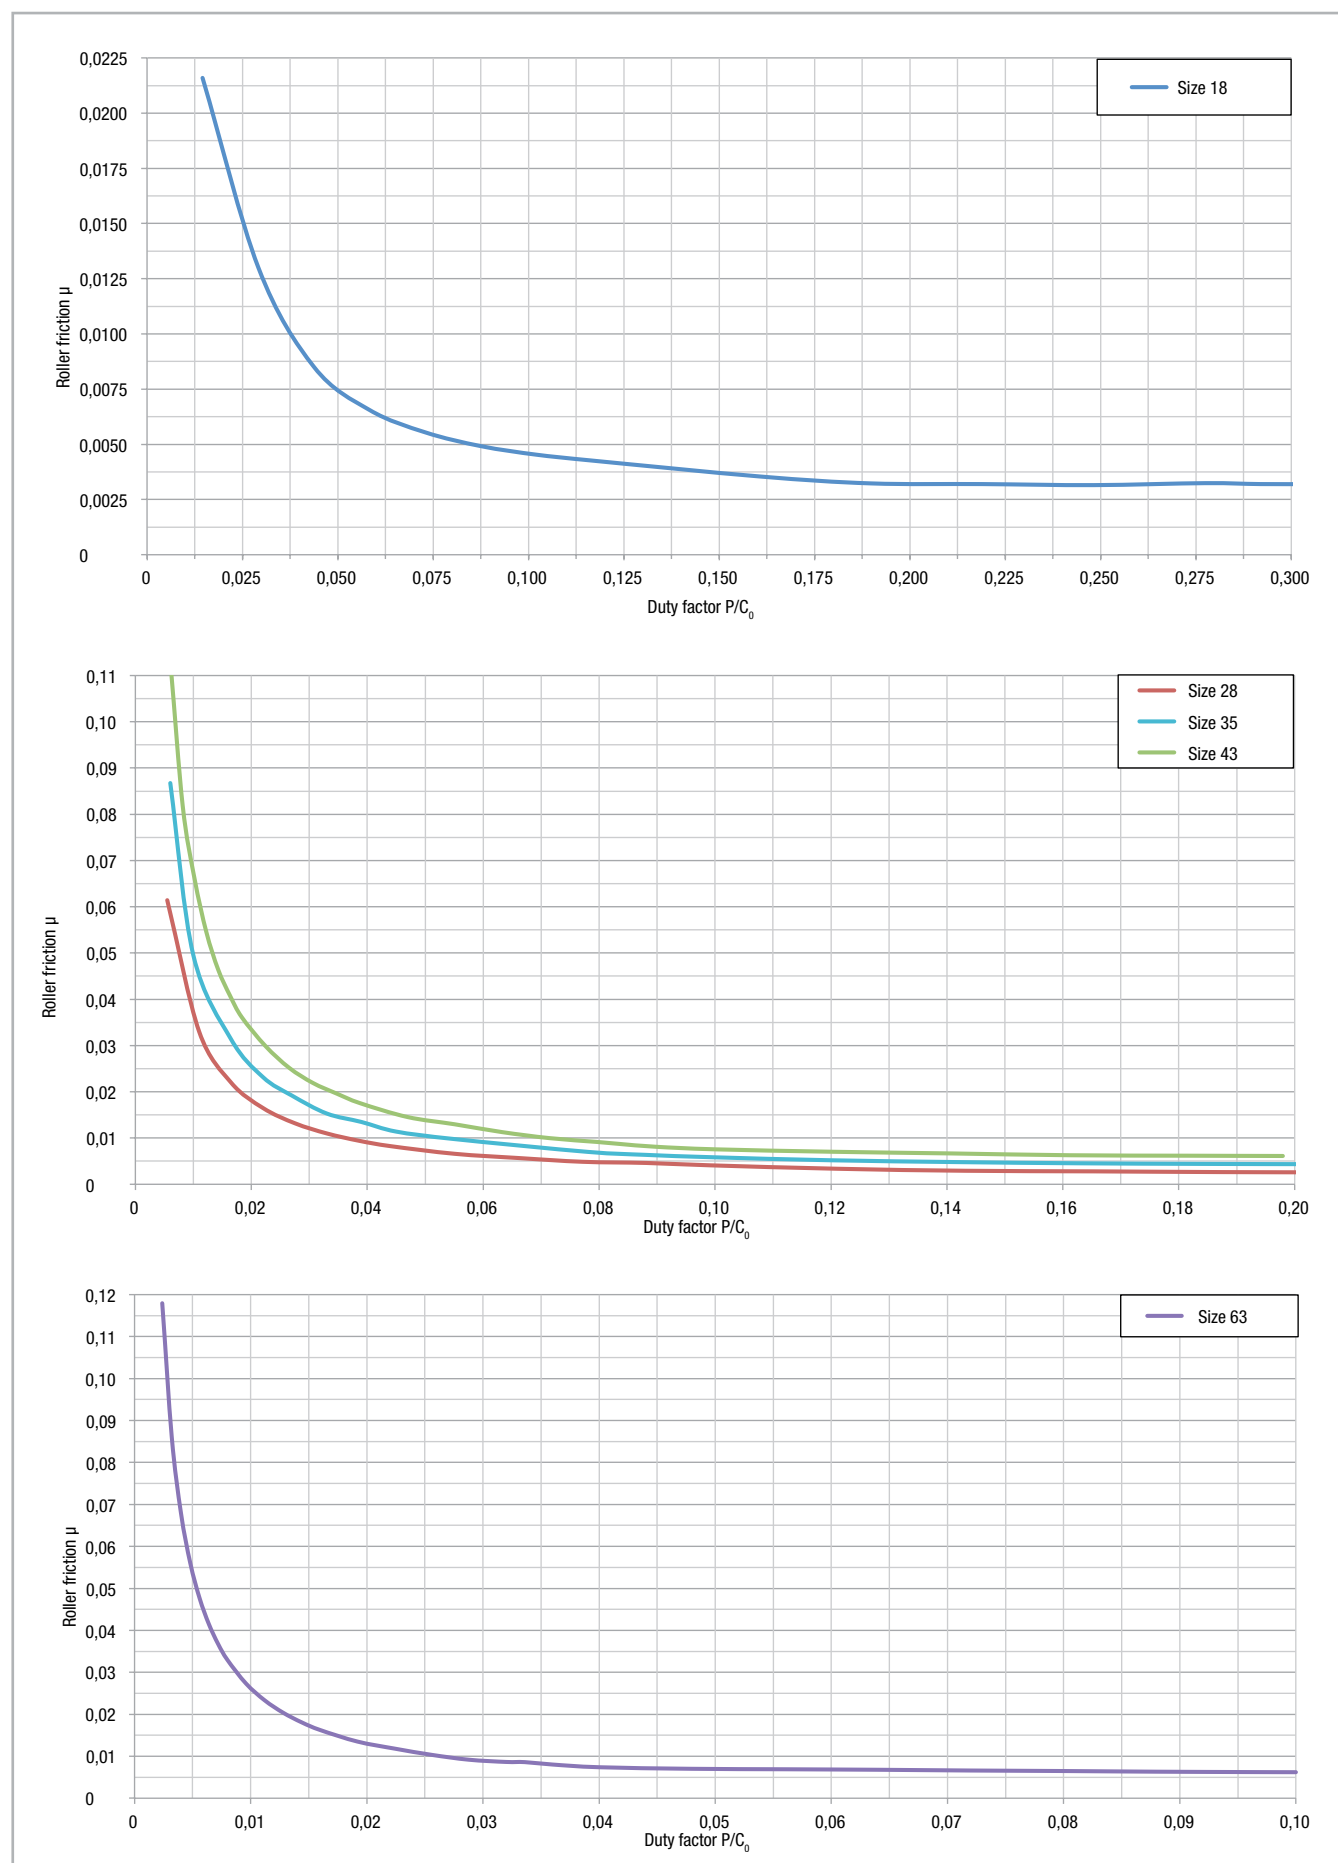 0,0225
0,0200
0,0175
0,0150
0,0125
0,0100
0,0075
0,0050
0,0025
0
Roller friction µ
Size 18
0 0,025 0,050 0,075 0,100 0,125 0,150 0,175 0,200 0,225 0,250 0,275 0,300
Duty factor P/C₀
0,11
0,10
0,09
0,08
0,07
0,06
0,05
0,04
0,03
0,02
0,01
0
Roller friction µ
Size 28
Size 35
Size 43
0 0,02 0,04 0,06 0,08 0,10 0,12 0,14 0,16 0,18 0,20
Duty factor P/C₀
0,12
0,11
0,10
0,09
0,08
0,07
0,06
0,05
0,04
0,03
0,02
0,01
0
Roller friction µ
Size 63
0 0,01 0,02 0,03 0,04 0,05 0,06 0,07 0,08 0,09 0,10
Duty factor P/C₀